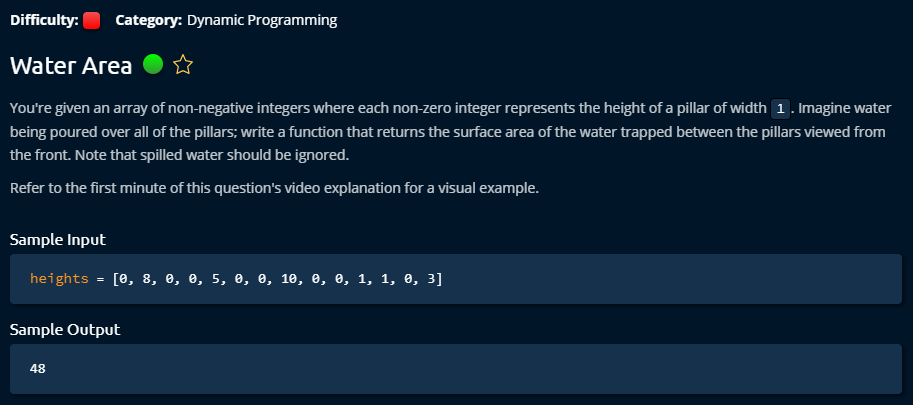 Difficulty: Category: Dynamic Programming
Water Area
You're given an array of non-negative integers where each non-zero integer represents the height of a pillar of width 1. Imagine water
being poured over all of the pillars; write a function that returns the surface area of the water trapped between the pillars viewed from
the front. Note that spilled water should be ignored.
Refer to the first minute of this question's video explanation for a visual example.
Sample Input
heights = [0, 8, 0, 0, 5, 0, 0, 10, 0, 0, 1, 1, 0, 3]
Sample Output
48